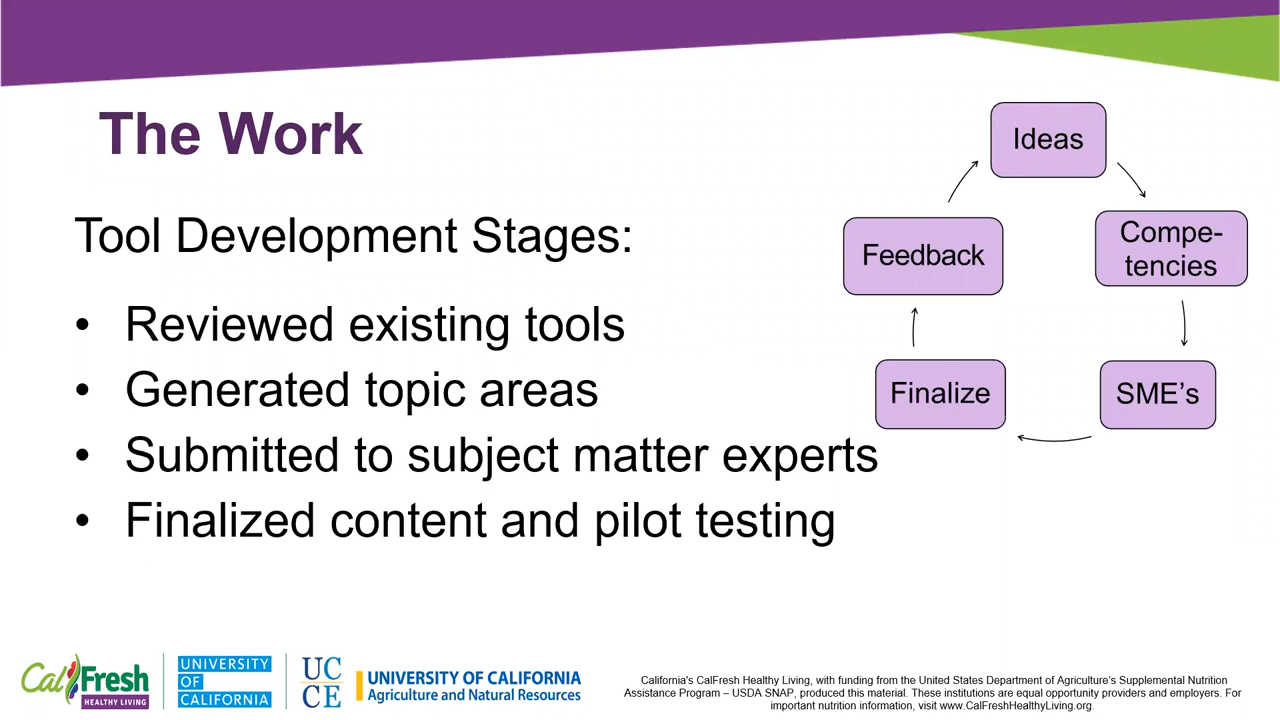 The Work
Tool Development Stages:
• Reviewed existing tools
• Generated topic areas
• Submitted to subject matter experts
• Finalized content and pilot testing
Ideas
Compe-
tencies
SME’s
Finalize
Feedback
CalFresh
HEALTHY LIVING
UNIVERSITY
OF
CALIFORNIA
UC
CE
UNIVERSITY OF CALIFORNIA
Agriculture and Natural Resources
California's CalFresh Healthy Living, with funding from the United States Department of Agriculture’s Supplemental Nutrition
Assistance Program – USDA SNAP, produced this material. These institutions are equal opportunity providers and employers. For
important nutrition information, visit www.CalFreshHealthyLiving.org.